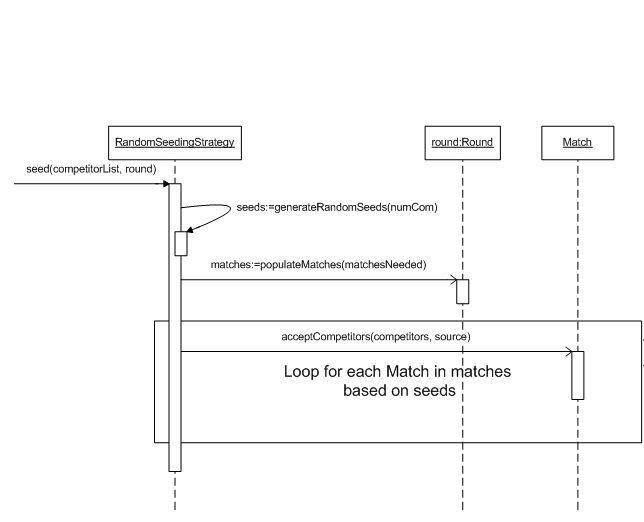 RandomSeedingStrategy
round:Round
Match
seed(competitorList, round)
seeds:=generateRandomSeeds(numCom)
matches:=populateMatches(matchesNeeded)
acceptCompetitors(competitors, source)
Loop for each Match in matches
based on seeds